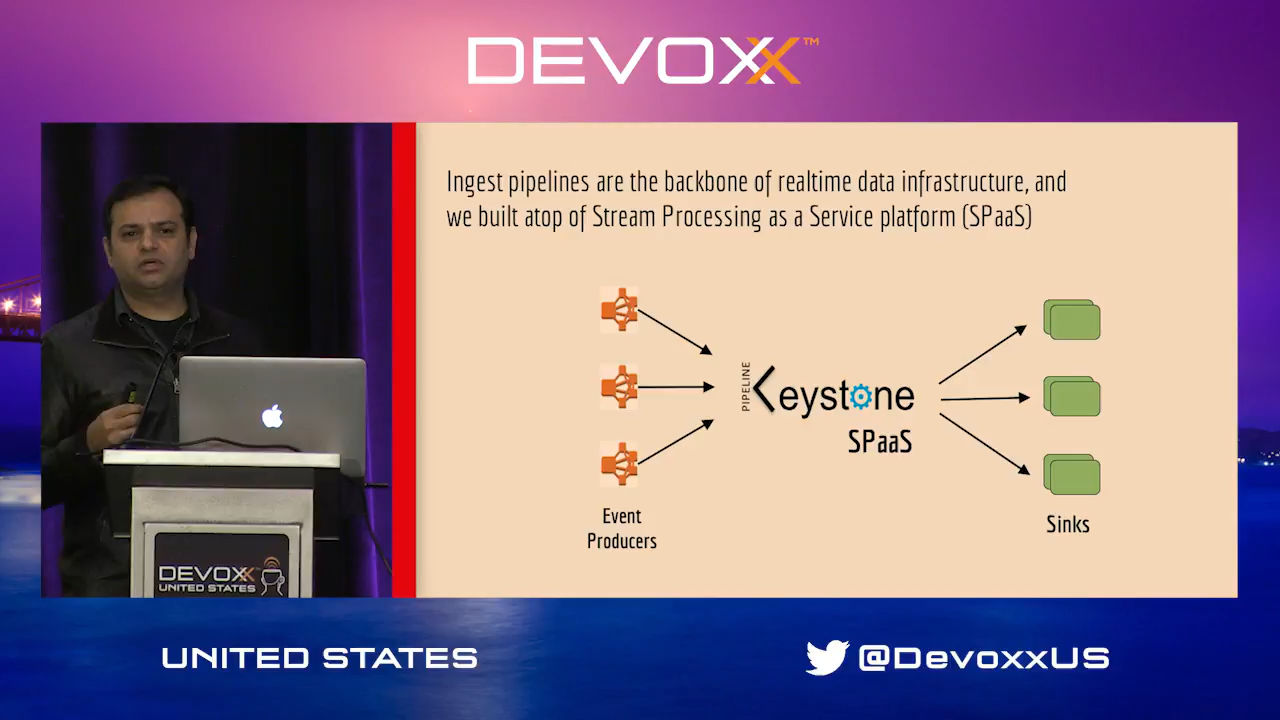 DEVOXX™
Ingest pipelines are the backbone of realtime data infrastructure, and
we built atop of Stream Processing as a Service platform (SPaaS)
PIPELINE
Keystone
SPaaS
Event
Producers
Sinks
DEVOXX™
UNITED STATES
UNITED STATES
@DevoxxUS